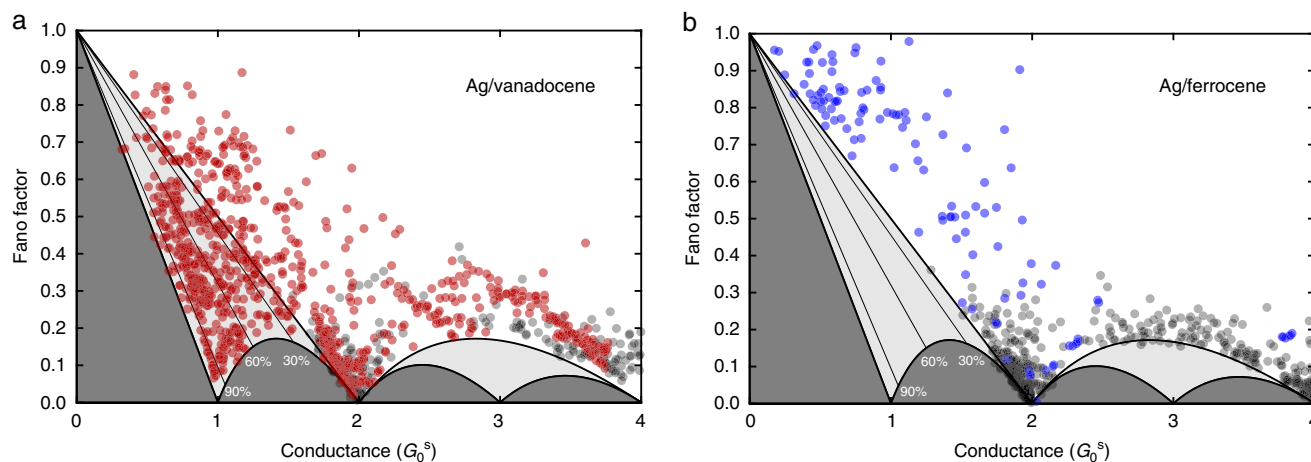 a
1.0
0.9
0.8
0.7
0.6
0.5
0.4
0.3
0.2
0.1
0.0
Fano factor
Ag/vanadocene
60%
30%
90%
0 1 2 3 4
Conductance (G₀ˢ)
b
1.0
0.9
0.8
0.7
0.6
0.5
0.4
0.3
0.2
0.1
0.0
Fano factor
Ag/ferrocene
60%
30%
90%
0 1 2 3 4
Conductance (G₀ˢ)